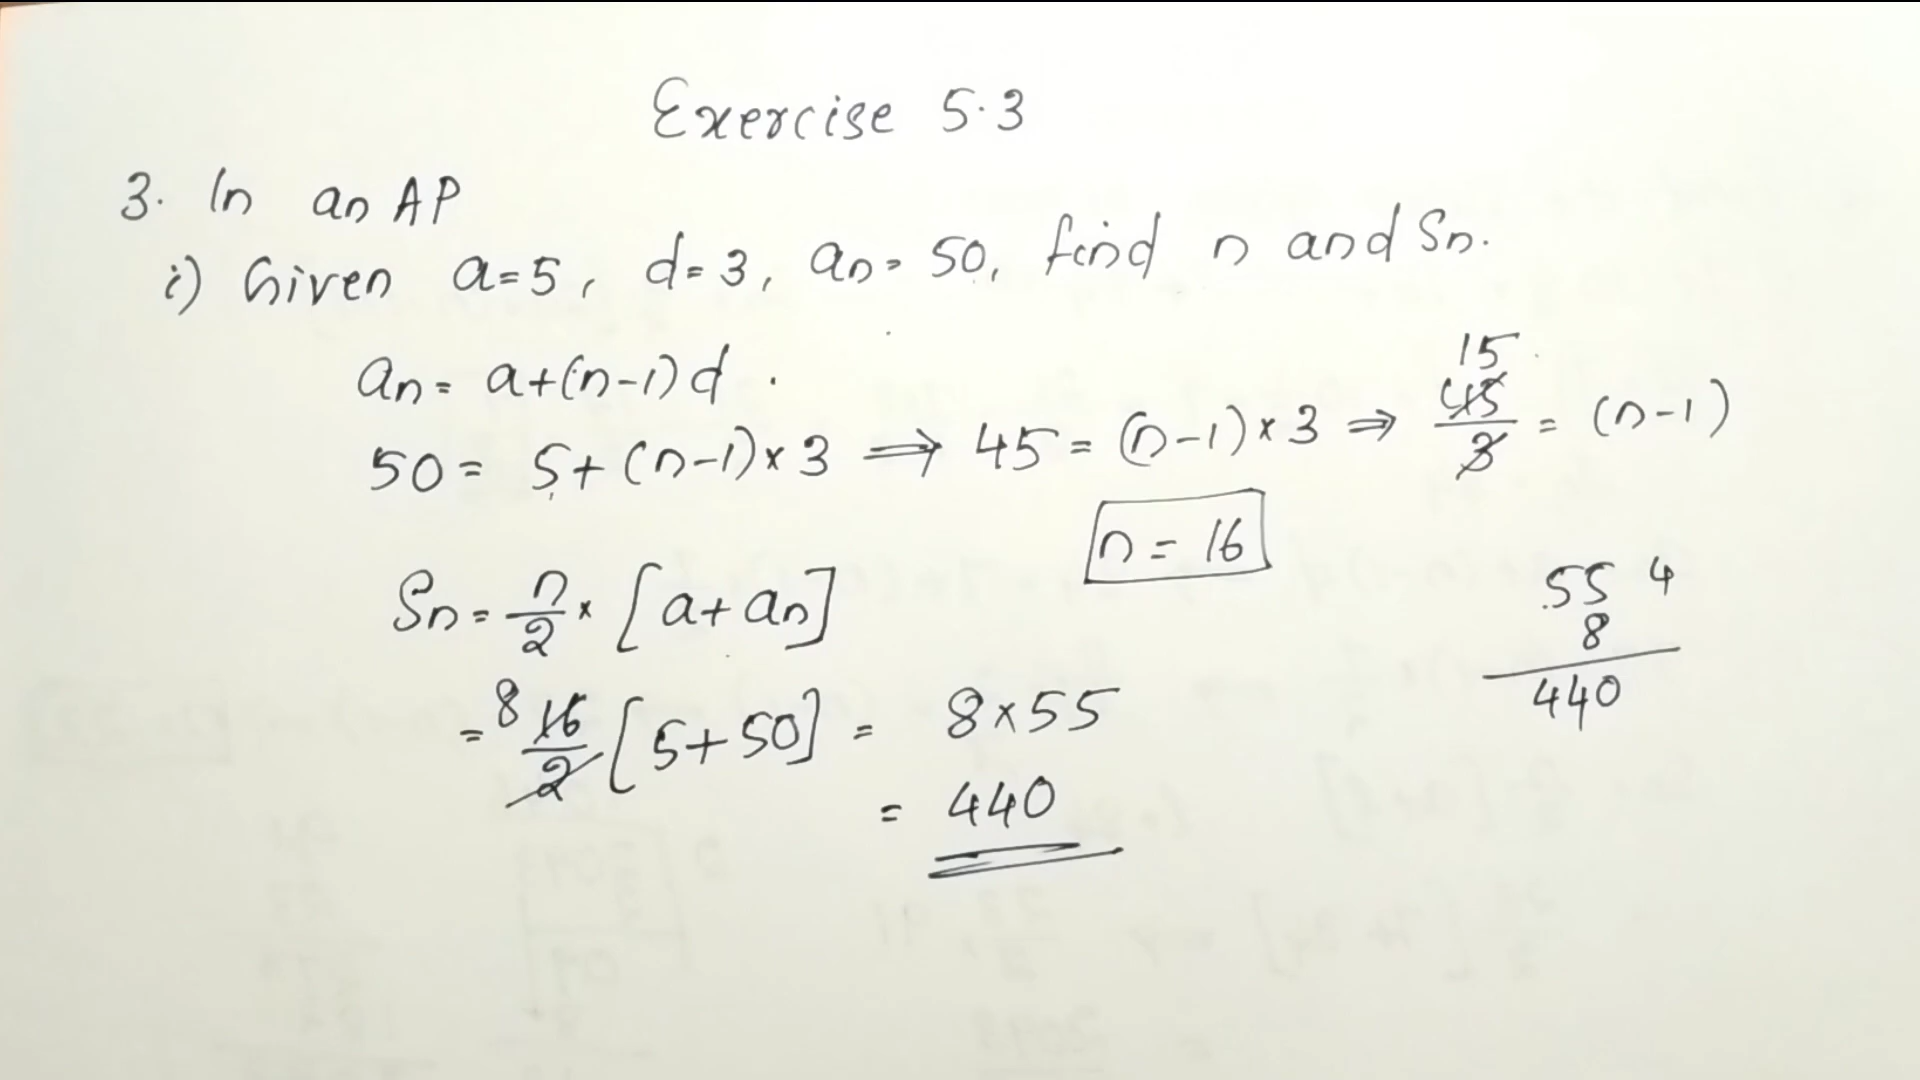 Exercise 5.3
3. In an AP
i) Given a=5, d=3, an=50, find n and Sn.
an = a+(n-1)d.
50 = 5+(n-1)×3 ⇒ 45 = (n-1)×3 ⇒ 15 45/3 = (n-1)
n = 16
Sn = n/2 × [a+an]
= 8 16/2 [5+50] = 8×55
= 440
55 4
8
440